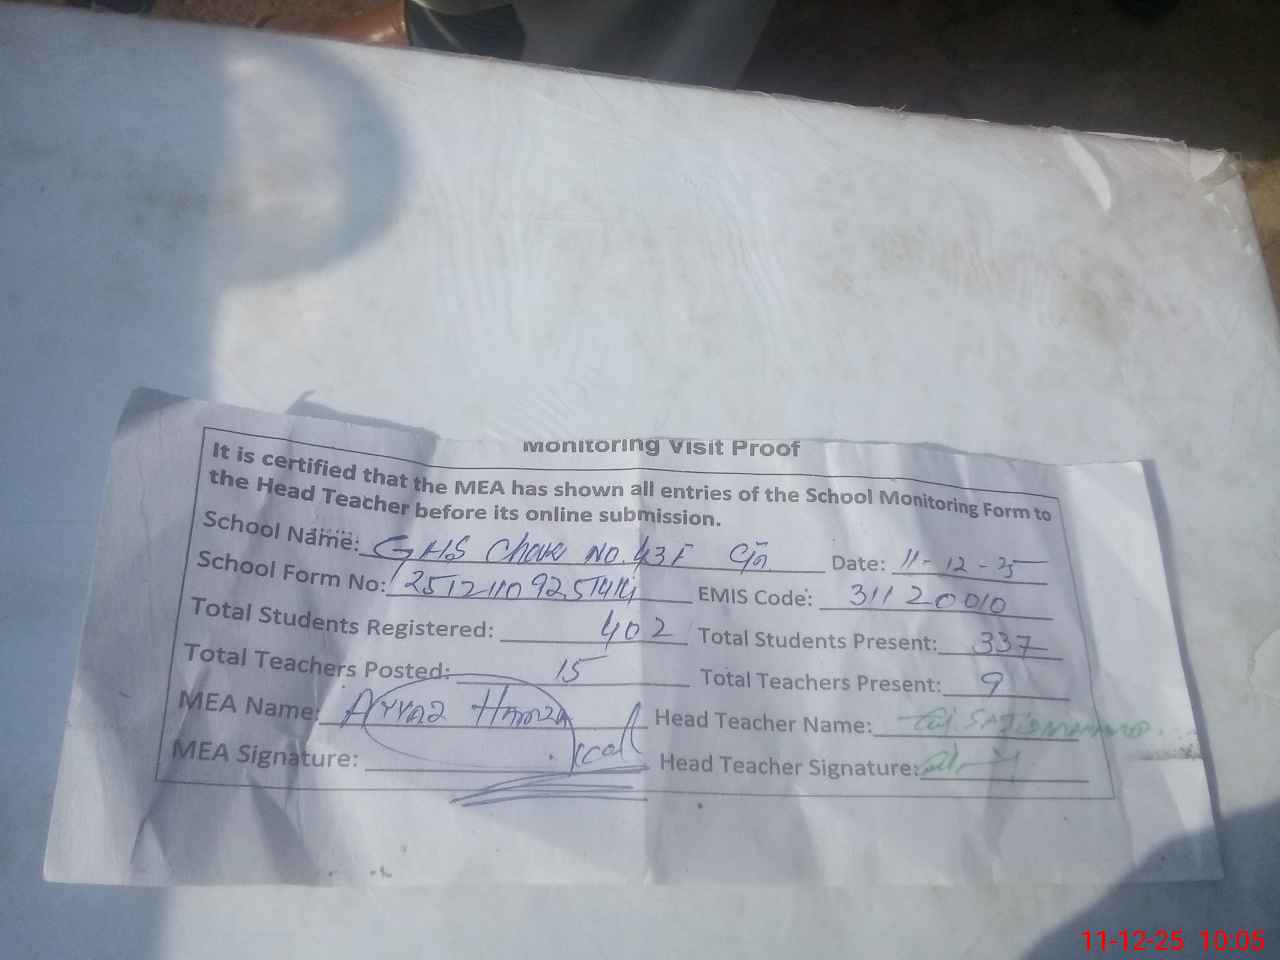 Monitoring Visit Proof
It is certified that the MEA has shown all entries of the School Monitoring Form to
the Head Teacher before its online submission.
School Name: GHS Chak NO. 43F Date: 11-12-25
School Form No: EMIS Code: 31120010
Total Students Registered: 402 Total Students Present: 337
Total Teachers Posted: 15 Total Teachers Present: 9
MEA Name: Ayyaz Hamza Head Teacher Name:
MEA Signature: Head Teacher Signature:
11-12-25 10:05